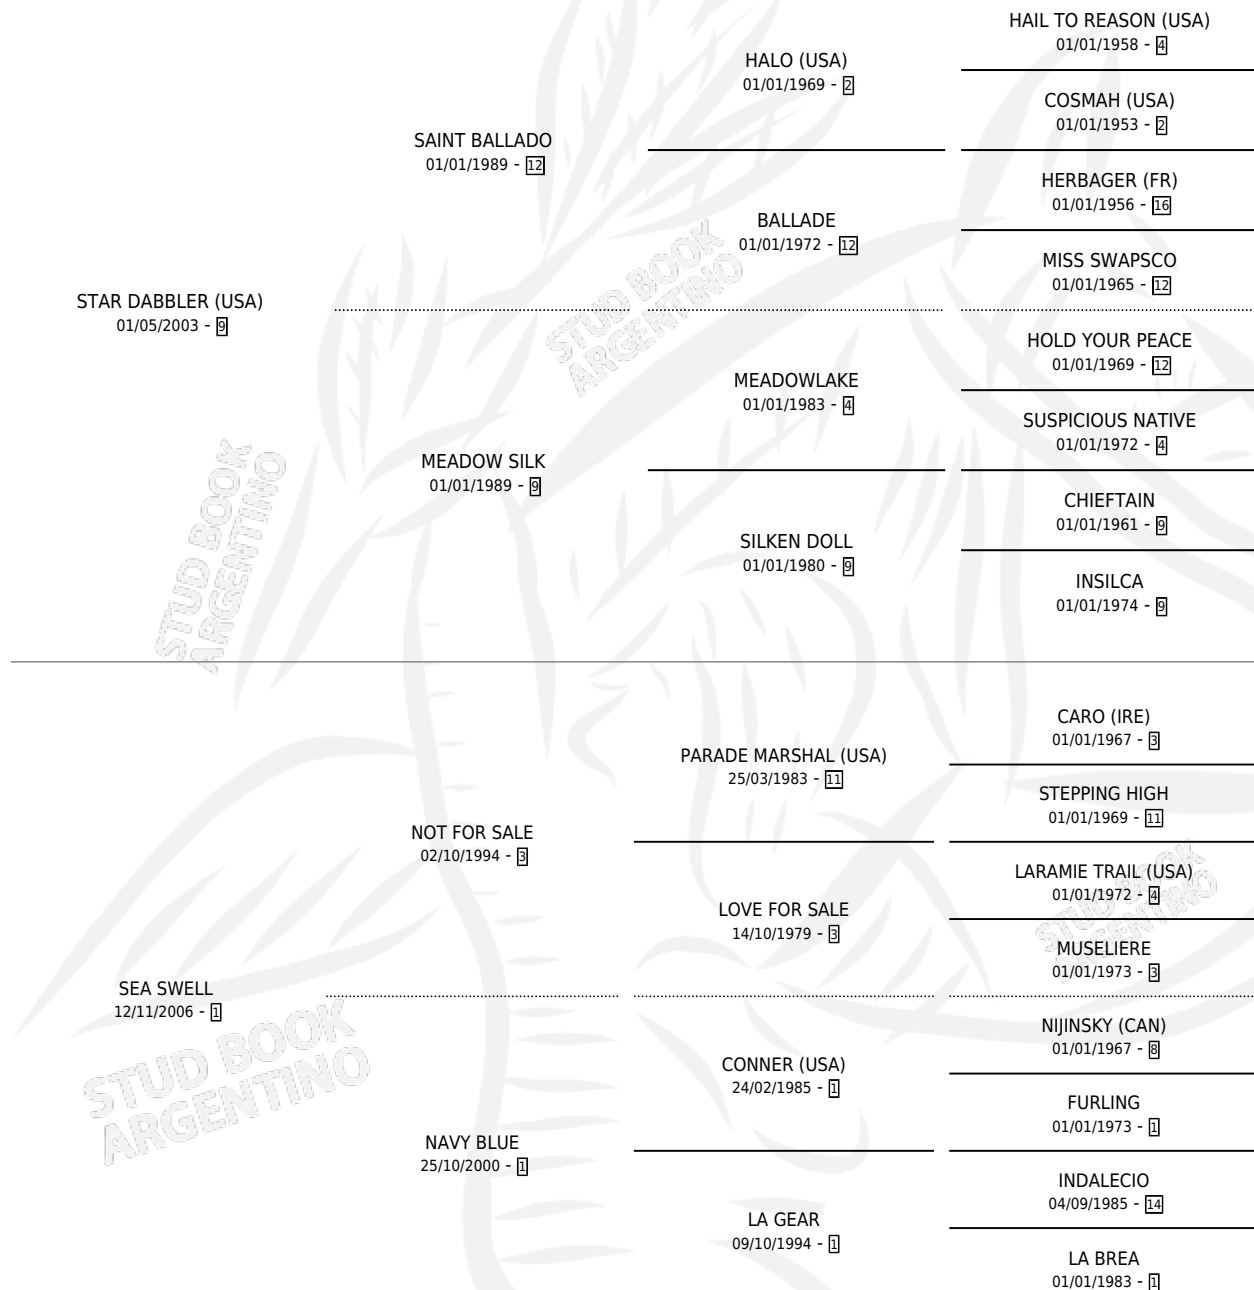 HAIL TO REASON (USA)
01/01/1958 - 4
HALO (USA)
01/01/1969 - 2
COSMAH (USA)
01/01/1953 - 2
SAINT BALLADO
01/01/1989 - 12
HERBAGER (FR)
01/01/1956 - 16
BALLADE
01/01/1972 - 12
MISS SWAPSCO
01/01/1965 - 12
STAR DABBLER (USA)
01/05/2003 - 9
HOLD YOUR PEACE
01/01/1969 - 12
MEADOWLAKE
01/01/1983 - 4
SUSPICIOUS NATIVE
01/01/1972 - 4
MEADOW SILK
01/01/1989 - 9
CHIEFTAIN
01/01/1961 - 9
SILKEN DOLL
01/01/1980 - 9
INSILCA
01/01/1974 - 9
CARO (IRE)
01/01/1967 - 3
PARADE MARSHAL (USA)
25/03/1983 - 11
STEPPING HIGH
01/01/1969 - 11
NOT FOR SALE
02/10/1994 - 3
LARAMIE TRAIL (USA)
01/01/1972 - 4
LOVE FOR SALE
14/10/1979 - 3
MUSELIERE
01/01/1973 - 3
SEA SWELL
12/11/2006 - 1
NIJINSKY (CAN)
01/01/1967 - 8
CONNER (USA)
24/02/1985 - 1
FURLING
01/01/1973 - 1
NAVY BLUE
25/10/2000 - 1
INDALECIO
04/09/1985 - 14
LA GEAR
09/10/1994 - 1
LA BREA
01/01/1983 - 1
STUD BOOK
ARGENTINO
STUD BOOK
ARGENTINO
STUD BOOK
ARGENTINO
STUD BOOK
ARGENTINO